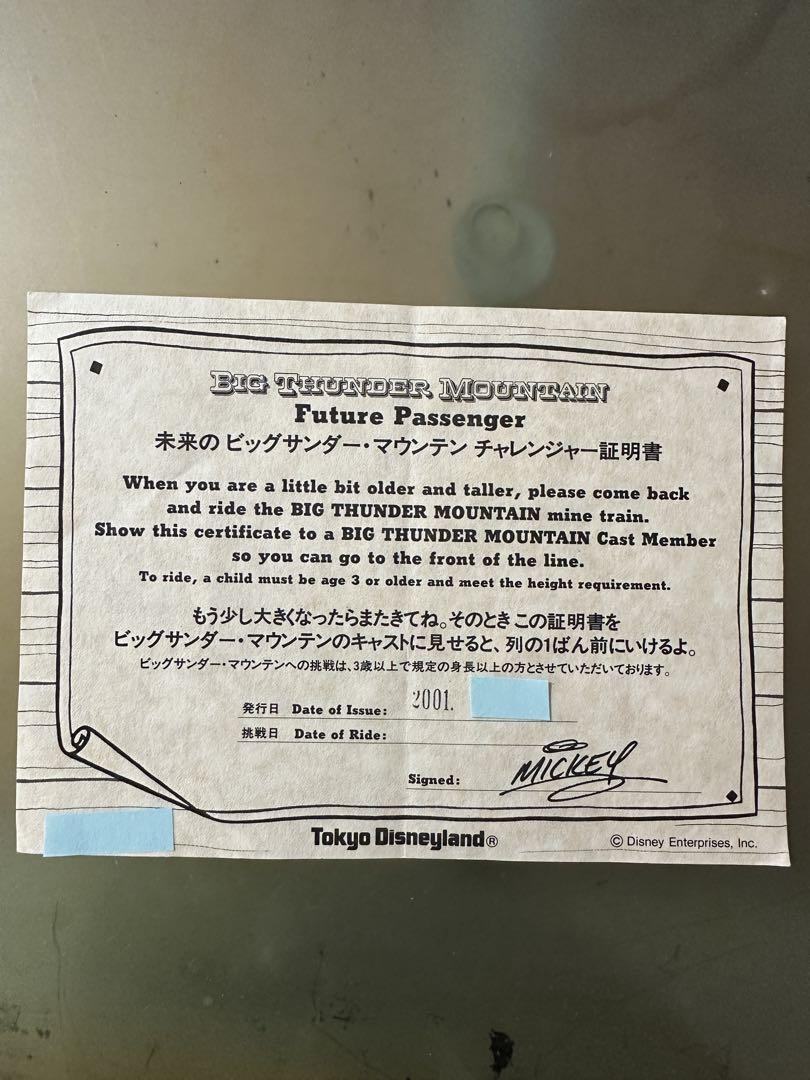 BIG THUNDER MOUNTAIN
Future Passenger
未来の ビッグサンダー・マウンテン チャレンジャー証明書
When you are a little bit older and taller, please come back
and ride the BIG THUNDER MOUNTAIN mine train.
Show this certificate to a BIG THUNDER MOUNTAIN Cast Member
so you can go to the front of the line.
To ride, a child must be age 3 or older and meet the height requirement.
もう少し大きくなったらまたきてね。そのとき この証明書を
ビッグサンダー・マウンテンのキャストに見せると、列の1ばん前にいけるよ。
ビッグサンダー・マウンテンへの挑戦は、3歳以上で規定の身長以上の方とさせていただいております。
発行日 Date of Issue: 2001.
挑戦日 Date of Ride:
Signed: MICKEY
Tokyo Disneyland® © Disney Enterprises, Inc.